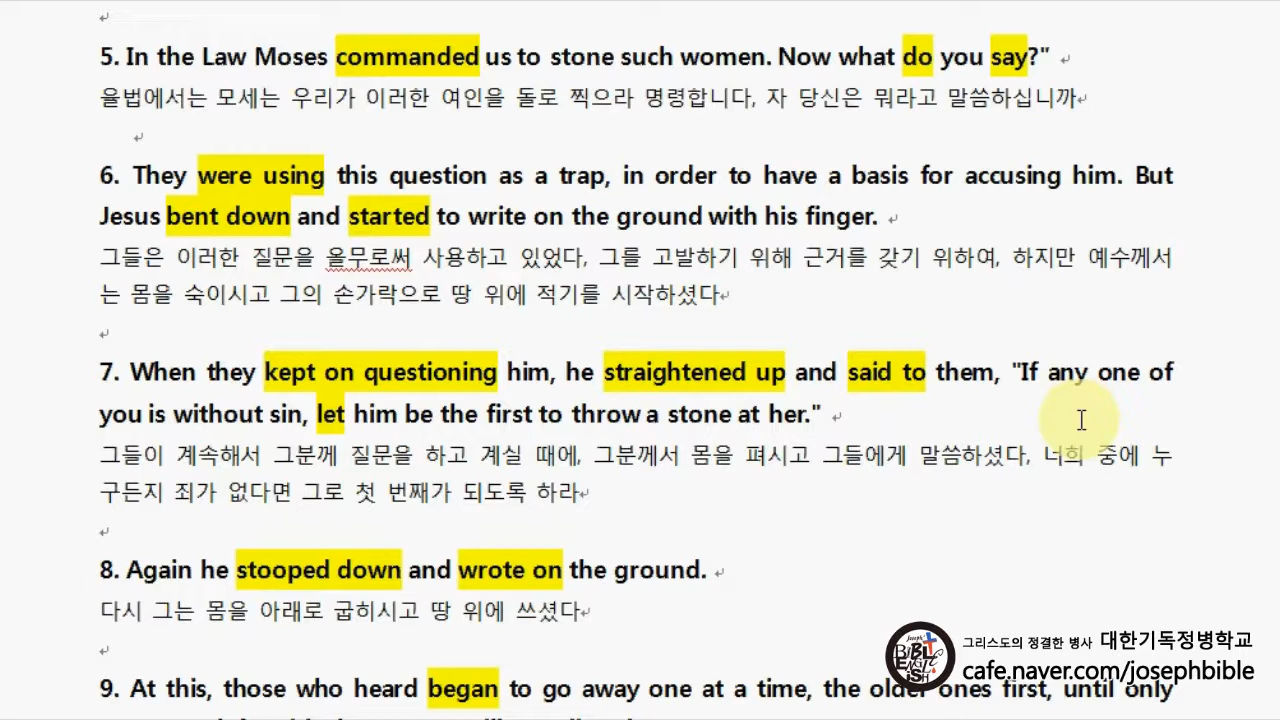 5. In the Law Moses commanded us to stone such women. Now what do you say?"
율법에서는 모세는 우리가 이러한 여인을 돌로 찍으라 명령합니다, 자 당신은 뭐라고 말씀하십니까
6. They were using this question as a trap, in order to have a basis for accusing him. But
Jesus bent down and started to write on the ground with his finger.
그들은 이러한 질문을 올무로써 사용하고 있었다, 그를 고발하기 위해 근거를 갖기 위하여, 하지만 예수께서
는 몸을 숙이시고 그의 손가락으로 땅 위에 적기를 시작하셨다
7. When they kept on questioning him, he straightened up and said to them, "If any one of
you is without sin, let him be the first to throw a stone at her."
그들이 계속해서 그분께 질문을 하고 계실 때에, 그분께서 몸을 펴시고 그들에게 말씀하셨다, 너희 중에 누
구든지 죄가 없다면 그로 첫 번째가 되도록 하라
8. Again he stooped down and wrote on the ground.
다시 그는 몸을 아래로 굽히시고 땅 위에 쓰셨다
9. At this, those who heard began to go away one at a time, the older ones first, until only
Joseph's BIBLE ENGLISH
그리스도의 정결한 병사 대한기독정병학교
cafe.naver.com/josephbible